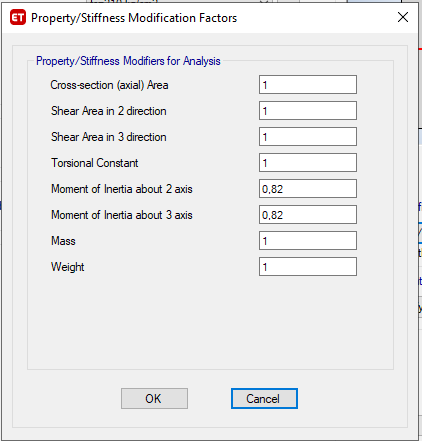 ET Property/Stiffness Modification Factors
Property/Stiffness Modifiers for Analysis
Cross-section (axial) Area 1
Shear Area in 2 direction 1
Shear Area in 3 direction 1
Torsional Constant 1
Moment of Inertia about 2 axis 0,82
Moment of Inertia about 3 axis 0,82
Mass 1
Weight 1
OK Cancel